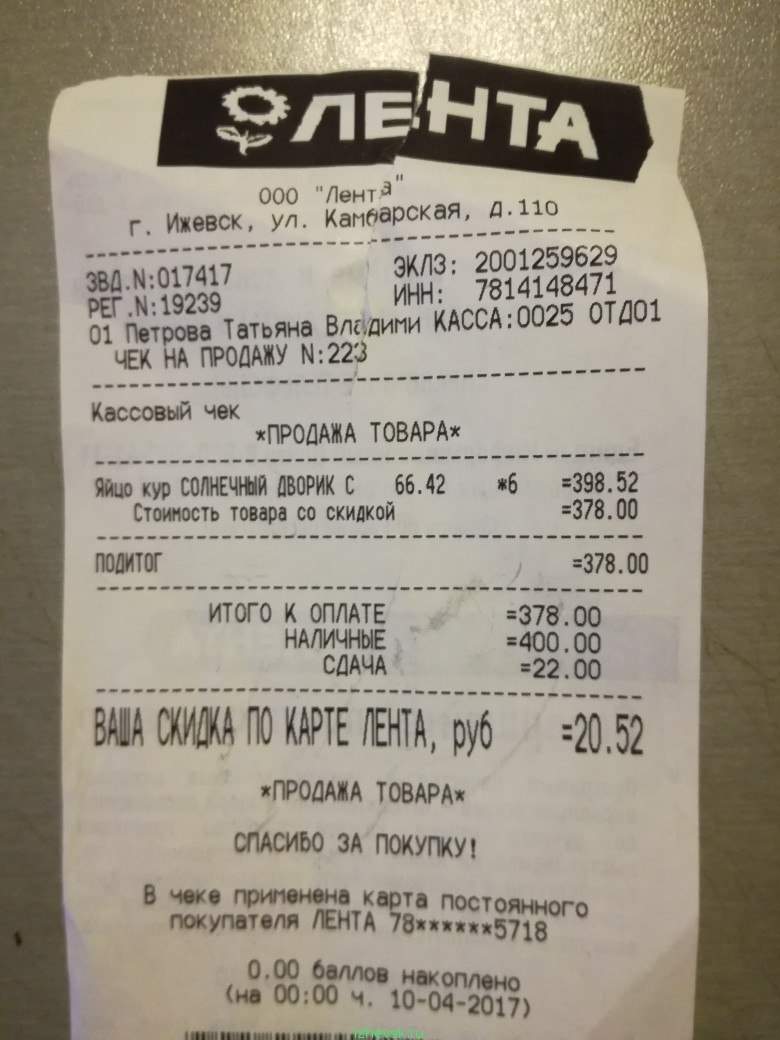 ЛЕНТА
ООО "Лента"
г. Ижевск, ул. Камбарская, д.110
ЗВД.N:017417 ЭКЛЗ: 2001259629
РЕГ.N:19239 ИНН: 7814148471
01 Петрова Татьяна Владими КАССА:0025 ОТД01
ЧЕК НА ПРОДАЖУ N:223
Кассовый чек
*ПРОДАЖА ТОВАРА*
Яйцо кур СОЛНЕЧНЫЙ ДВОРИК С 66.42 *6 =398.52
Стоимость товара со скидкой =378.00
ПОДИТОГ =378.00
ИТОГО К ОПЛАТЕ =378.00
НАЛИЧНЫЕ =400.00
СДАЧА =22.00
ВАША СКИДКА ПО КАРТЕ ЛЕНТА, руб =20.52
*ПРОДАЖА ТОВАРА*
СПАСИБО ЗА ПОКУПКУ!
В чеке применена карта постоянного
покупателя ЛЕНТА 78******5718
0.00 баллов накоплено
(на 00:00 ч. 10-04-2017)